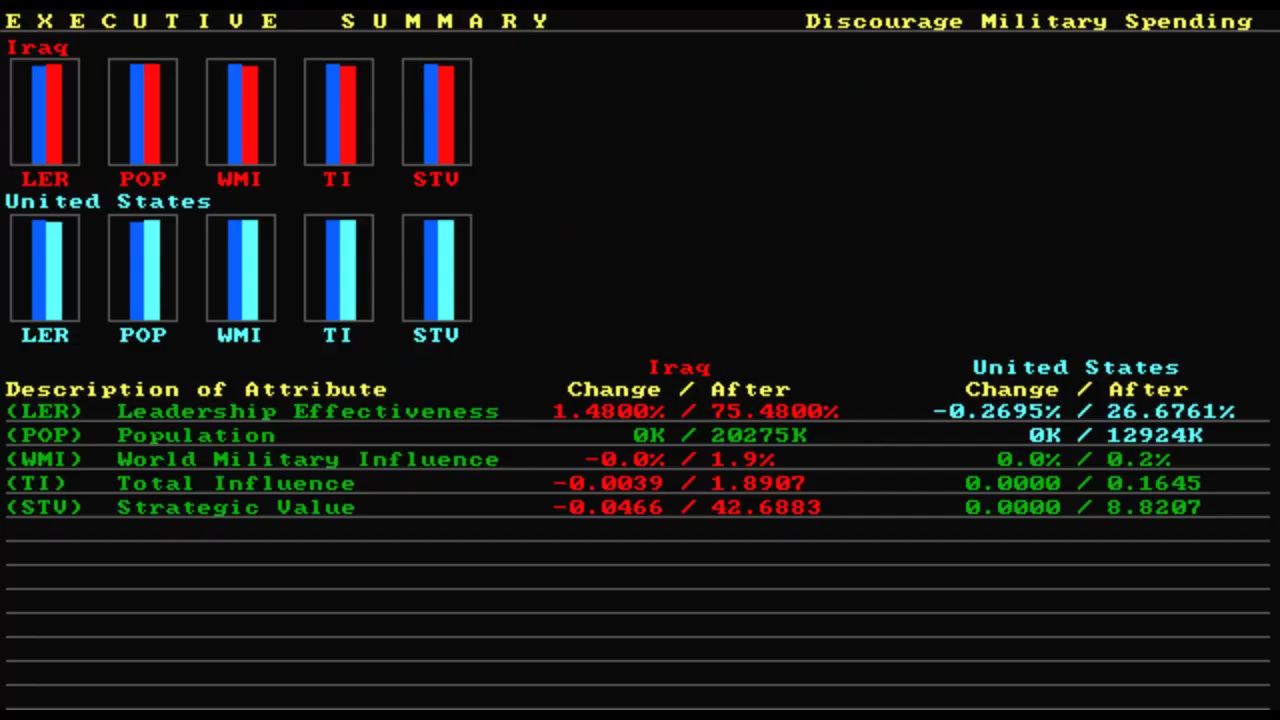 EXECUTIVE SUMMARY Discourage Military Spending
Iraq
LER POP WMI TI STV
United States
LER POP WMI TI STV
Iraq United States
Description of Attribute Change / After Change / After
(LER) Leadership Effectiveness 1.4800% / 75.4800% -0.2695% / 26.6761%
(POP) Population 0K / 20275K 0K / 12924K
(WMI) World Military Influence -0.0% / 1.9% 0.0% / 0.2%
(TI) Total Influence -0.0039 / 1.8907 0.0000 / 0.1645
(STV) Strategic Value -0.0466 / 42.6883 0.0000 / 8.8207